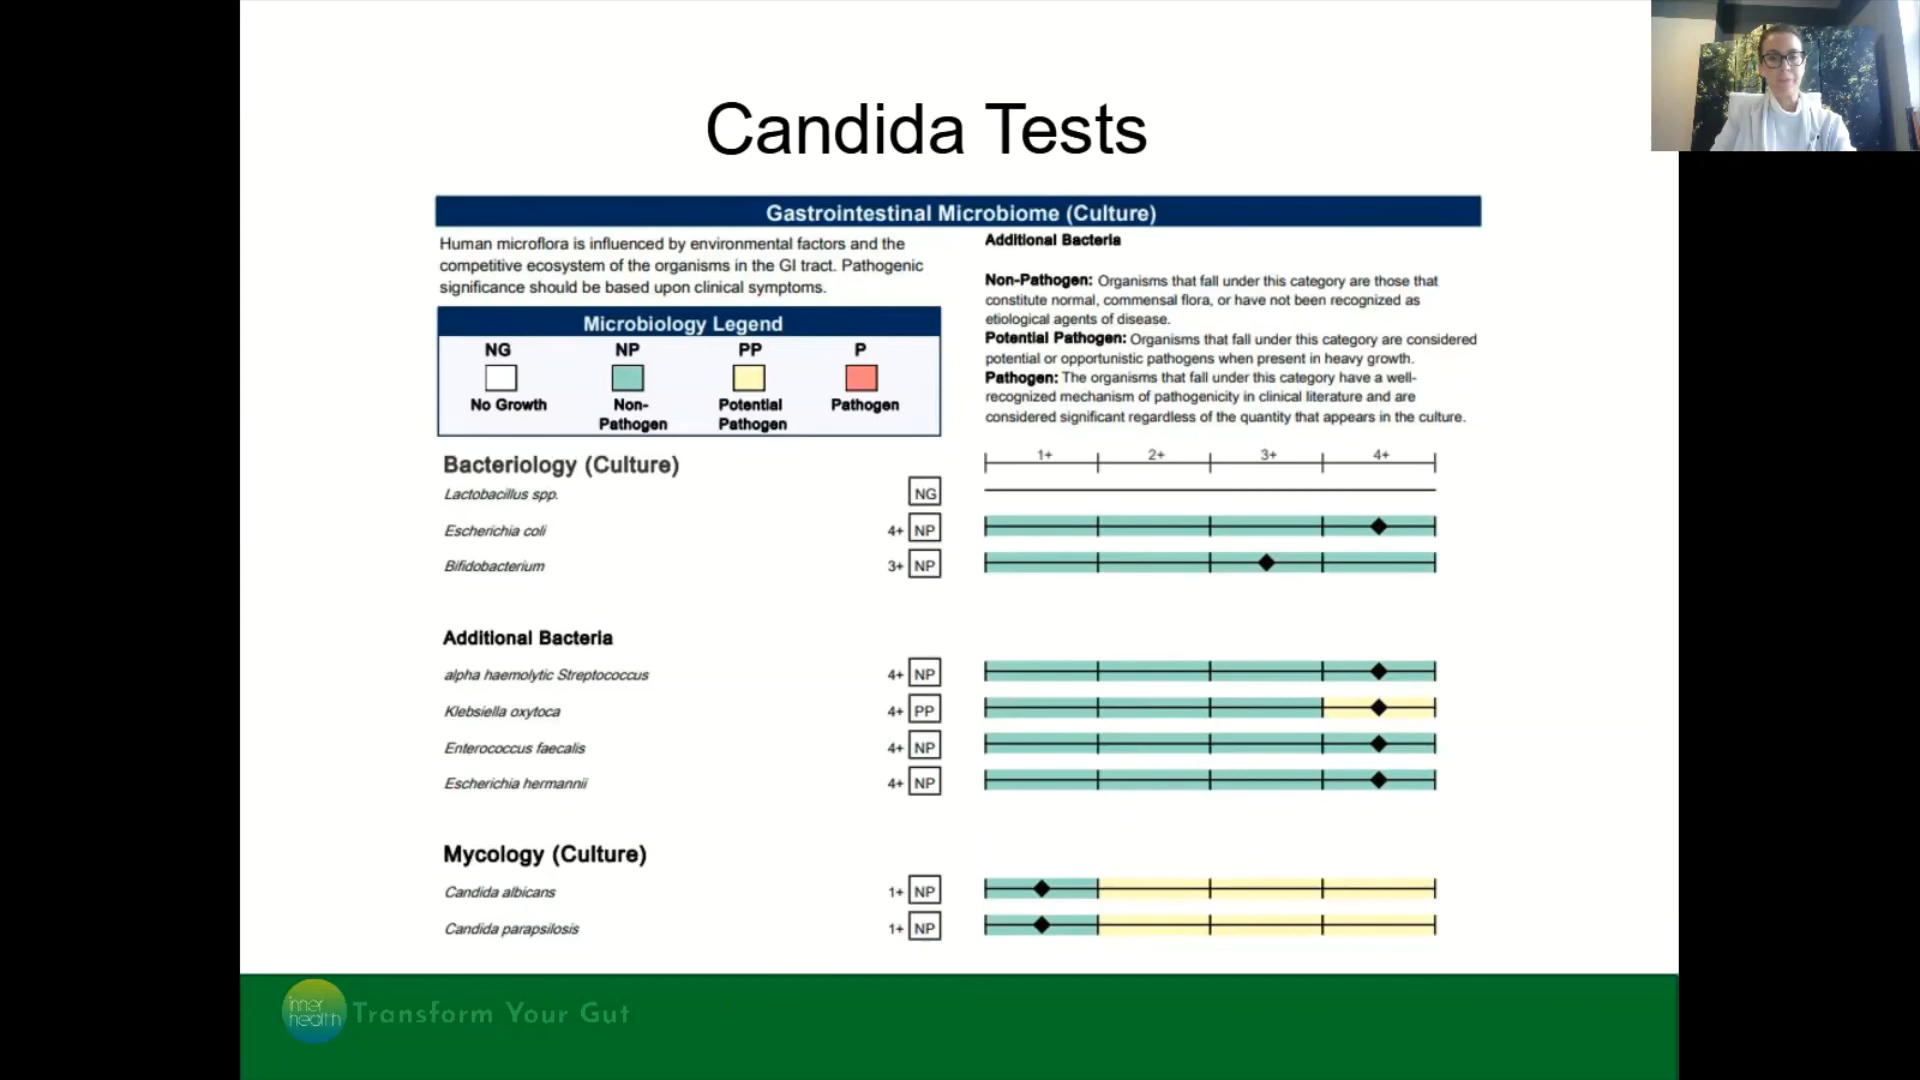 Candida Tests
Gastrointestinal Microbiome (Culture)
Human microflora is influenced by environmental factors and the
competitive ecosystem of the organisms in the GI tract. Pathogenic
significance should be based upon clinical symptoms.
Microbiology Legend
NG NP PP P
No Growth Non-Pathogen Potential Pathogen Pathogen
Additional Bacteria
Non-Pathogen: Organisms that fall under this category are those that
constitute normal, commensal flora, or have not been recognized as
etiological agents of disease.
Potential Pathogen: Organisms that fall under this category are considered
potential or opportunistic pathogens when present in heavy growth.
Pathogen: The organisms that fall under this category have a well-
recognized mechanism of pathogenicity in clinical literature and are
considered significant regardless of the quantity that appears in the culture.
Bacteriology (Culture)
1+ 2+ 3+ 4+
Lactobacillus spp. NG
Escherichia coli 4+ NP
Bifidobacterium 3+ NP
Additional Bacteria
alpha haemolytic Streptococcus 4+ NP
Klebsiella oxytoca 4+ PP
Enterococcus faecalis 4+ NP
Escherichia hermannii 4+ NP
Mycology (Culture)
Candida albicans 1+ NP
Candida parapsilosis 1+ NP
inner
health
Transform Your Gut